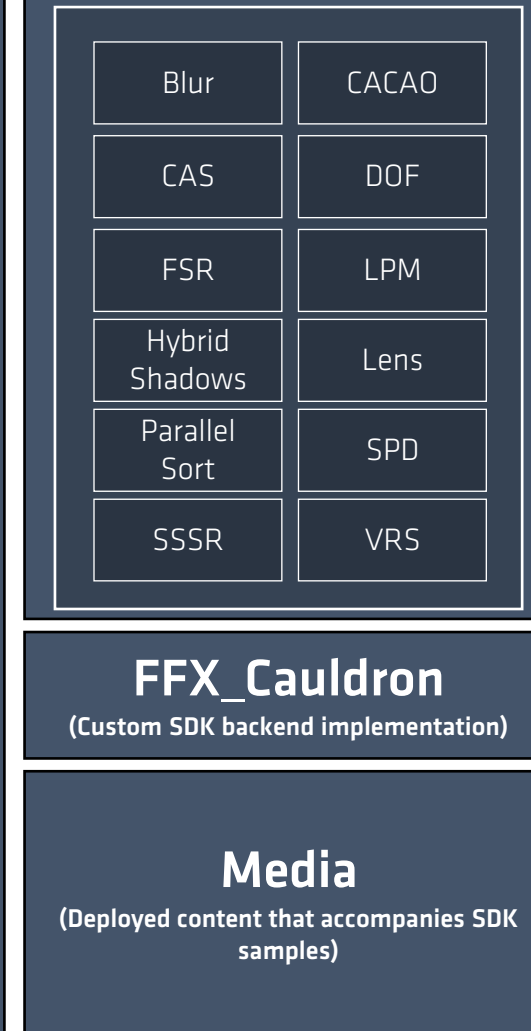 Blur
CACAO
CAS
DOF
FSR
LPM
Hybrid
Shadows
Lens
Parallel
Sort
SPD
SSSR
VRS
FFX_Cauldron
(Custom SDK backend implementation)
Media
(Deployed content that accompanies SDK
samples)